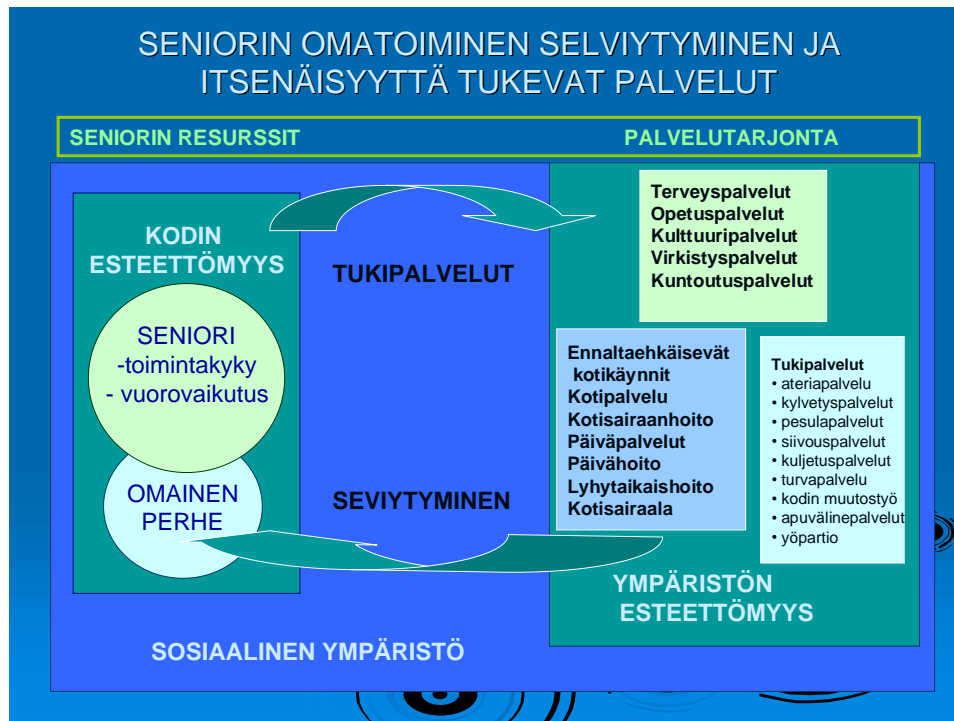 SENIORIN OMATOIMINEN SELVIYTYMINEN JA
ITSENÄISYYTTÄ TUKEVAT PALVELUT
SENIORIN RESURSSIT
PALVELUTARJONTA
KODIN
ESTEETTÖMYYS
SENIORI
-toimintakyky
- vuorovaikutus
OMAINEN
PERHE
TUKIPALVELUT
SEVIYTYMINEN
Terveyspalvelut
Opetuspalvelut
Kulttuuripalvelut
Virkistyspalvelut
Kuntoutuspalvelut
Ennaltaehkäisevät
kotikäynnit
Kotipalvelu
Kotisairaanhoito
Päiväpalvelut
Päivähoito
Lyhytaikaishoito
Kotisairaala
Tukipalvelut
• ateriapalvelu
• kylvetyspalvelut
• pesulapalvelut
• siivouspalvelut
• kuljetuspalvelut
• turvapalvelu
• kodin muutostyö
• apuvälinepalvelut
• yöpartio
YMPÄRISTÖN
ESTEETTÖMYYS
SOSIAALINEN YMPÄRISTÖ